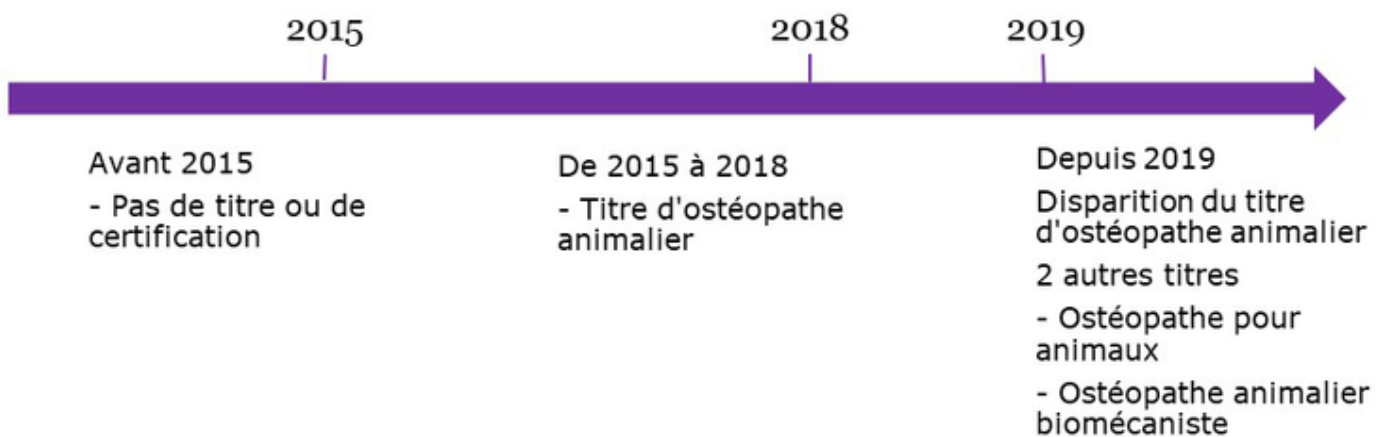 2015
2018
2019
Avant 2015
- Pas de titre ou de
certification
De 2015 à 2018
- Titre d'ostéopathe
animalier
Depuis 2019
Disparition du titre
d'ostéopathe animalier
2 autres titres
- Ostéopathe pour
animaux
- Ostéopathe animalier
biomécaniste